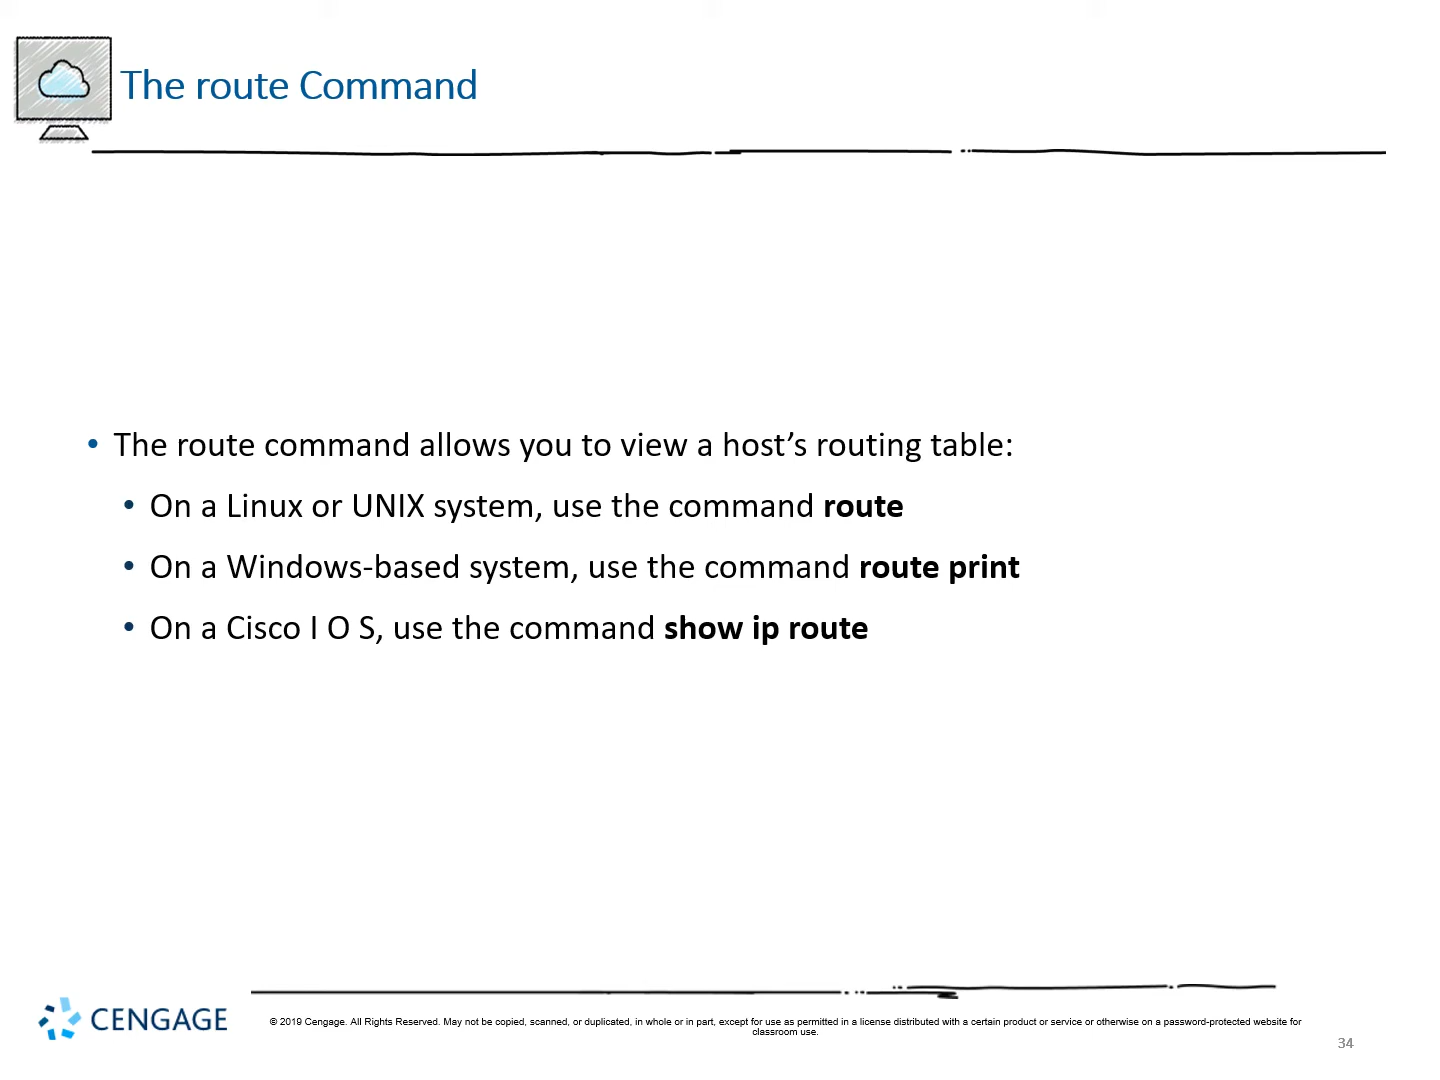 The route Command
• The route command allows you to view a host’s routing table:
• On a Linux or UNIX system, use the command route
• On a Windows-based system, use the command route print
• On a Cisco I O S, use the command show ip route
CENGAGE
© 2019 Cengage. All Rights Reserved. May not be copied, scanned, or duplicated, in whole or in part, except for use as permitted in a license distributed with a certain product or service or otherwise on a password-protected website for
classroom use.
34